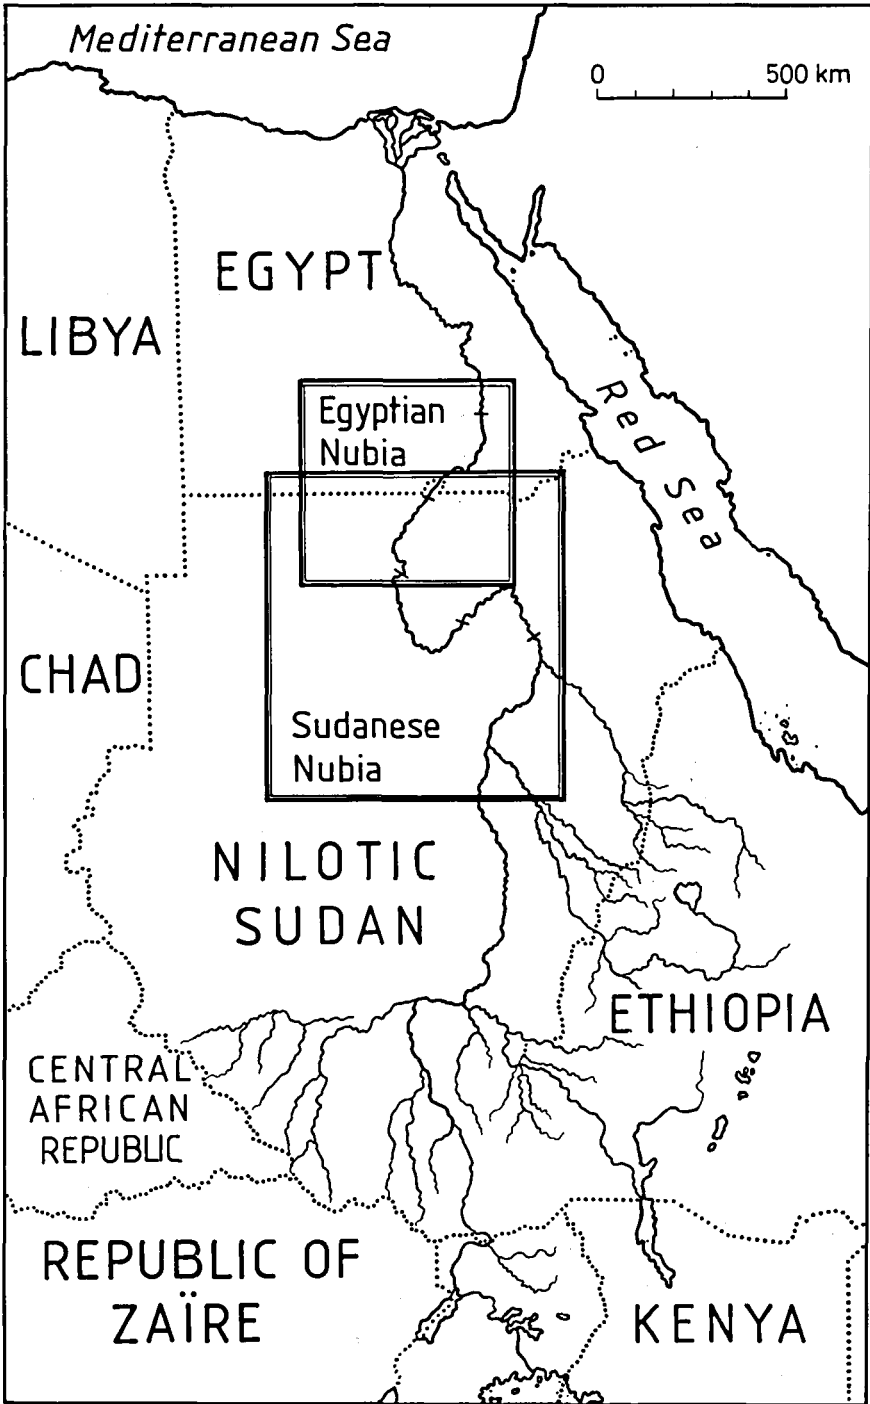 Mediterranean Sea
0 500 km
EGYPT
LIBYA
Red Sea
Egyptian
Nubia
CHAD
Sudanese
Nubia
NILOTIC
SUDAN
ETHIOPIA
CENTRAL
AFRICAN
REPUBLIC
REPUBLIC OF
ZAÏRE
KENYA